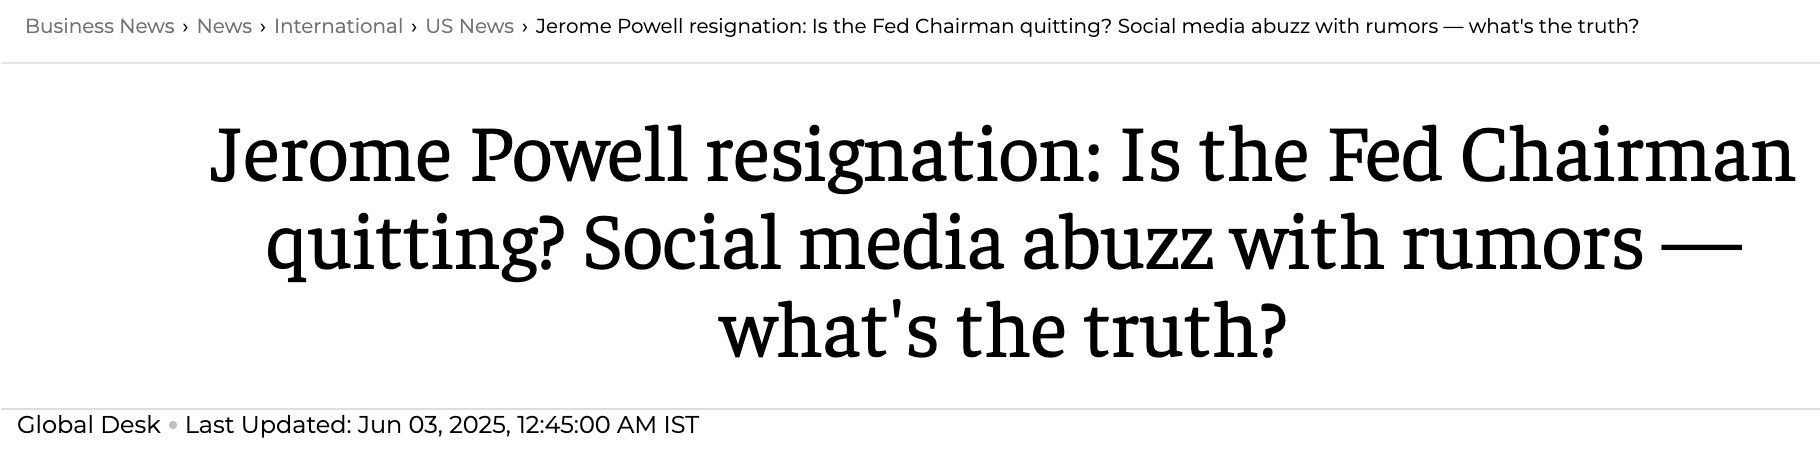 Business News › News › International › US News › Jerome Powell resignation: Is the Fed Chairman quitting? Social media abuzz with rumors — what's the truth?
Jerome Powell resignation: Is the Fed Chairman
quitting? Social media abuzz with rumors —
what's the truth?
Global Desk • Last Updated: Jun 03, 2025, 12:45:00 AM IST